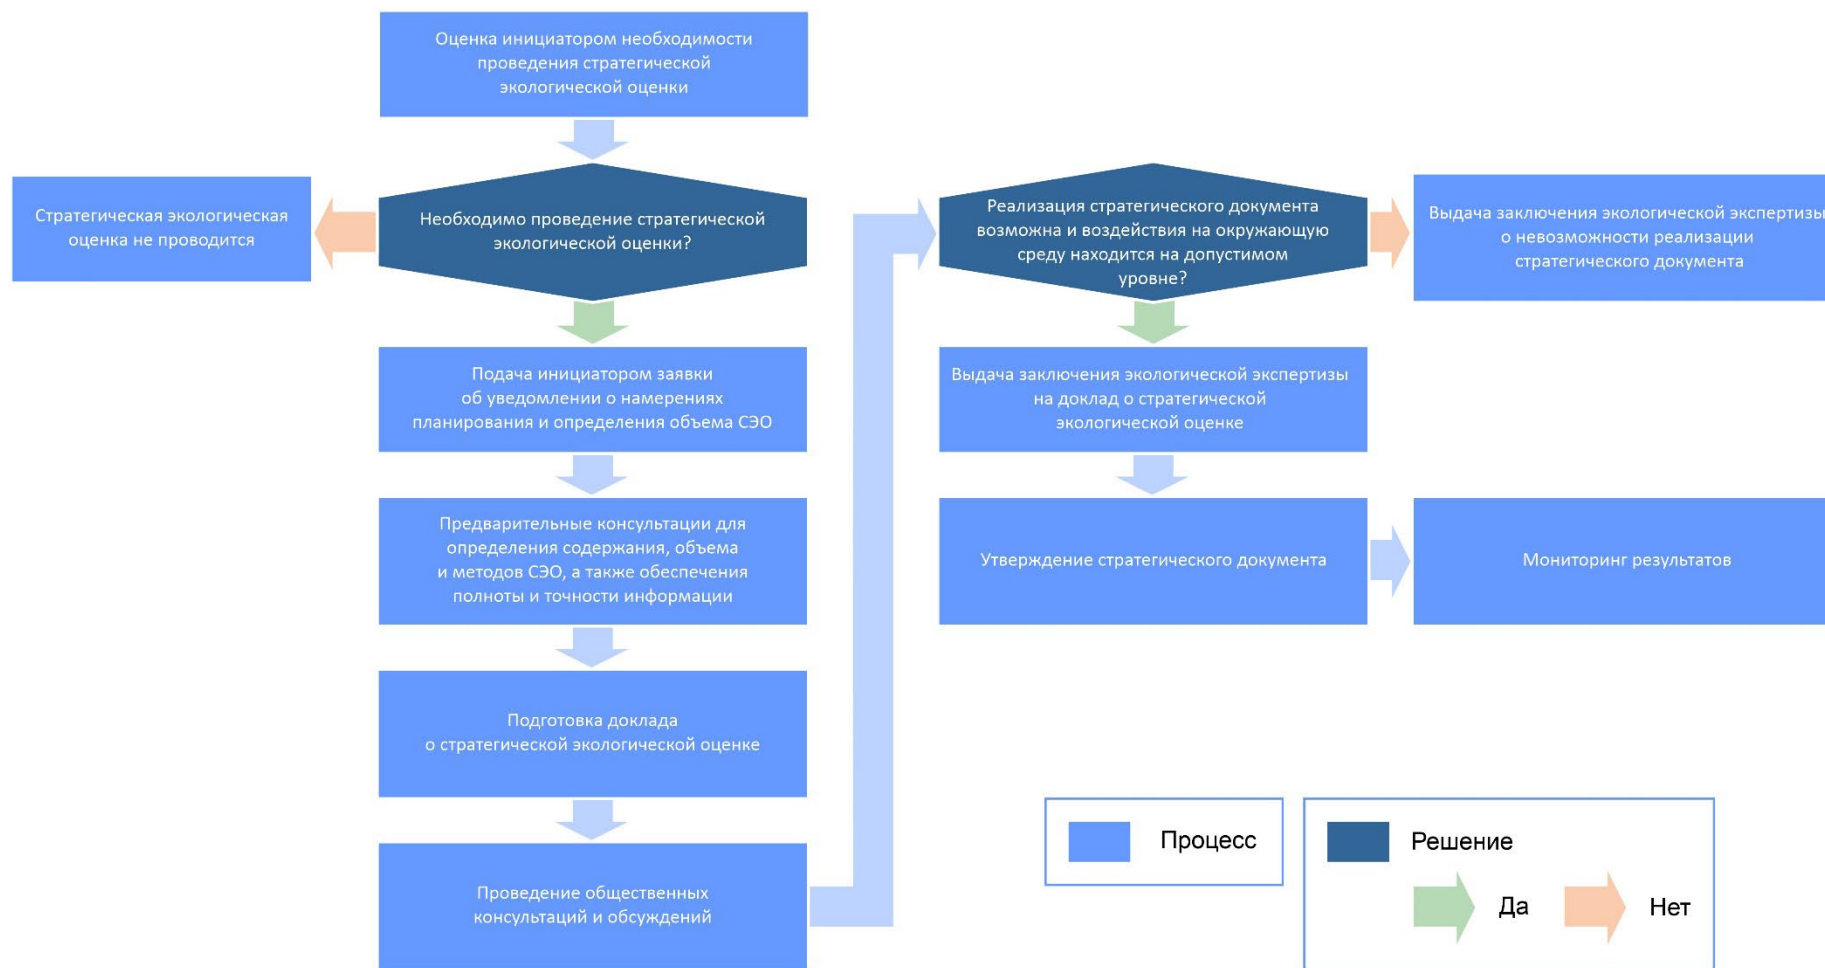 Оценка инициатором необходимости
проведения стратегической
экологической оценки
Стратегическая экологическая
оценка не проводится
Необходимо проведение стратегической
экологической оценки?
Подача инициатором заявки
об уведомлении о намерениях
планирования и определения объема СЭО
Предварительные консультации для
определения содержания, объема
и методов СЭО, а также обеспечения
полноты и точности информации
Подготовка доклада
о стратегической экологической оценке
Проведение общественных
консультаций и обсуждений
Реализация стратегического документа
возможна и воздействия на окружающую
среду находится на допустимом
уровне?
Выдача заключения экологической экспертизы
о невозможности реализации
стратегического документа
Выдача заключения экологической экспертизы
на доклад о стратегической
экологической оценке
Утверждение стратегического документа
Мониторинг результатов
Процесс
Решение
Да
Нет